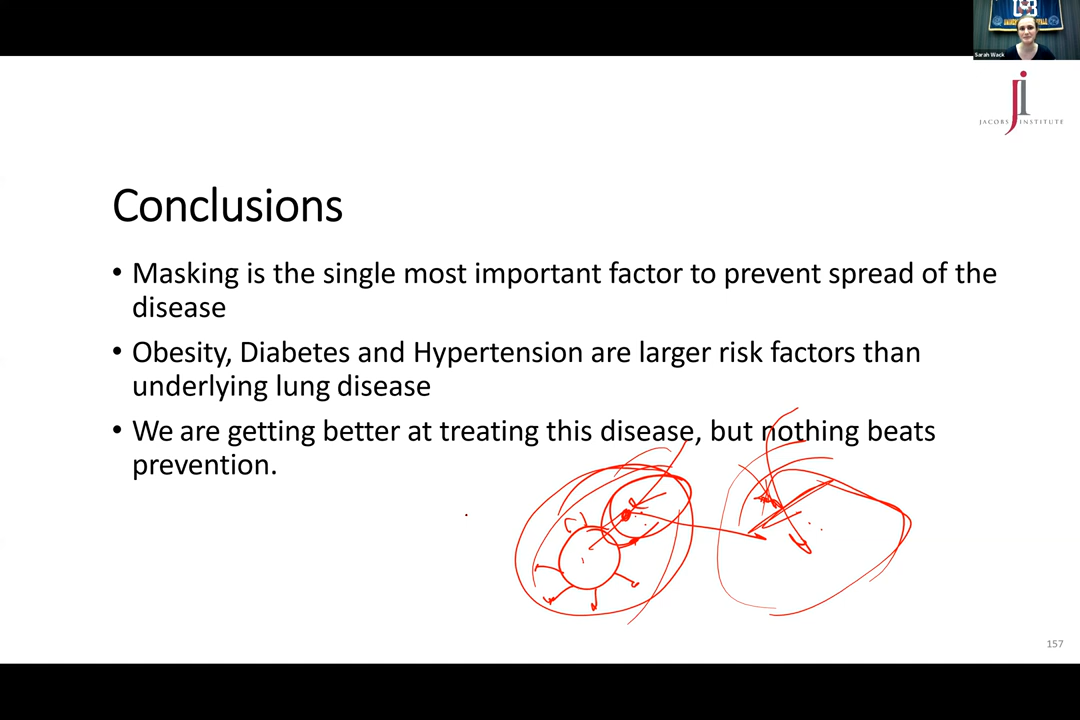 Sarah Wack
JACOBS INSTITUTE
Conclusions
• Masking is the single most important factor to prevent spread of the
disease
• Obesity, Diabetes and Hypertension are larger risk factors than
underlying lung disease
• We are getting better at treating this disease, but nothing beats
prevention.
157